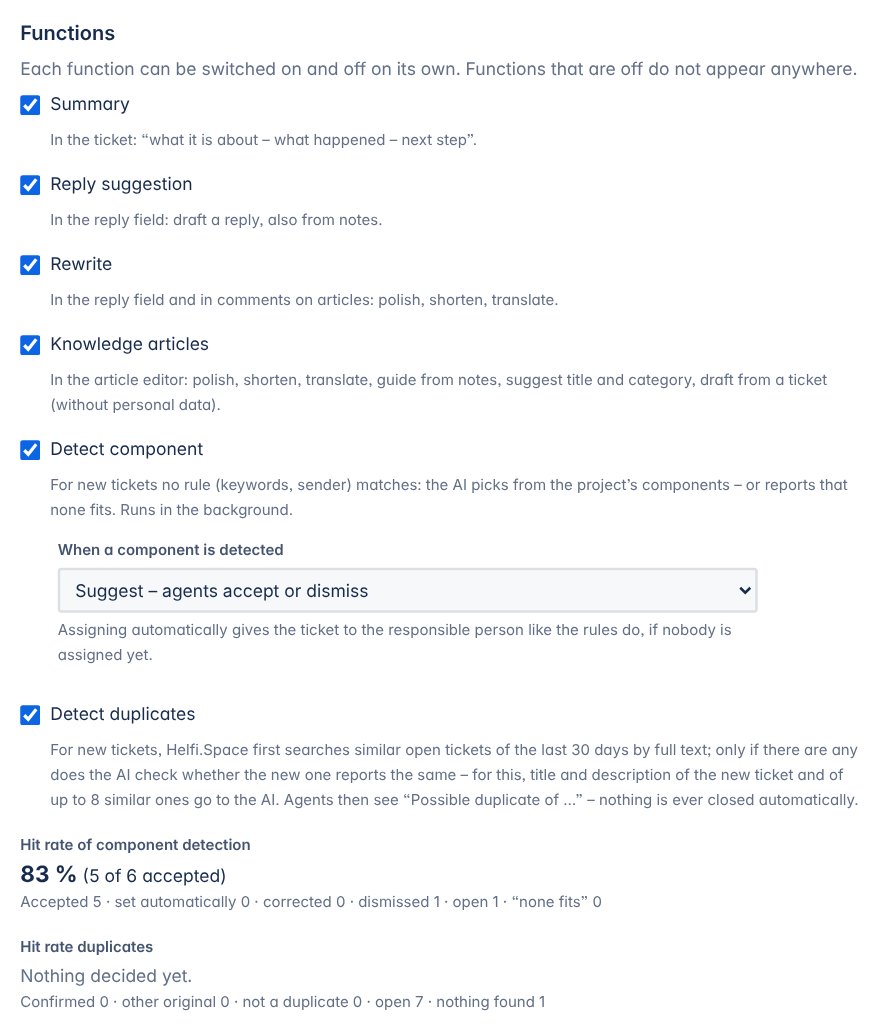 Functions
Each function can be switched on and off on its own. Functions that are off do not appear anywhere.
Summary
In the ticket: “what it is about – what happened – next step”.
Reply suggestion
In the reply field: draft a reply, also from notes.
Rewrite
In the reply field and in comments on articles: polish, shorten, translate.
Knowledge articles
In the article editor: polish, shorten, translate, guide from notes, suggest title and category, draft from a ticket
(without personal data).
Detect component
For new tickets no rule (keywords, sender) matches: the AI picks from the project’s components – or reports that
none fits. Runs in the background.
When a component is detected
Suggest – agents accept or dismiss
Assigning automatically gives the ticket to the responsible person like the rules do, if nobody is
assigned yet.
Detect duplicates
For new tickets, Helfi.Space first searches similar open tickets of the last 30 days by full text; only if there are any
does the AI check whether the new one reports the same – for this, title and description of the new ticket and of
up to 8 similar ones go to the AI. Agents then see “Possible duplicate of …” – nothing is ever closed automatically.
Hit rate of component detection
83 % (5 of 6 accepted)
Accepted 5 · set automatically 0 · corrected 0 · dismissed 1 · open 1 · “none fits” 0
Hit rate duplicates
Nothing decided yet.
Confirmed 0 · other original 0 · not a duplicate 0 · open 7 · nothing found 1